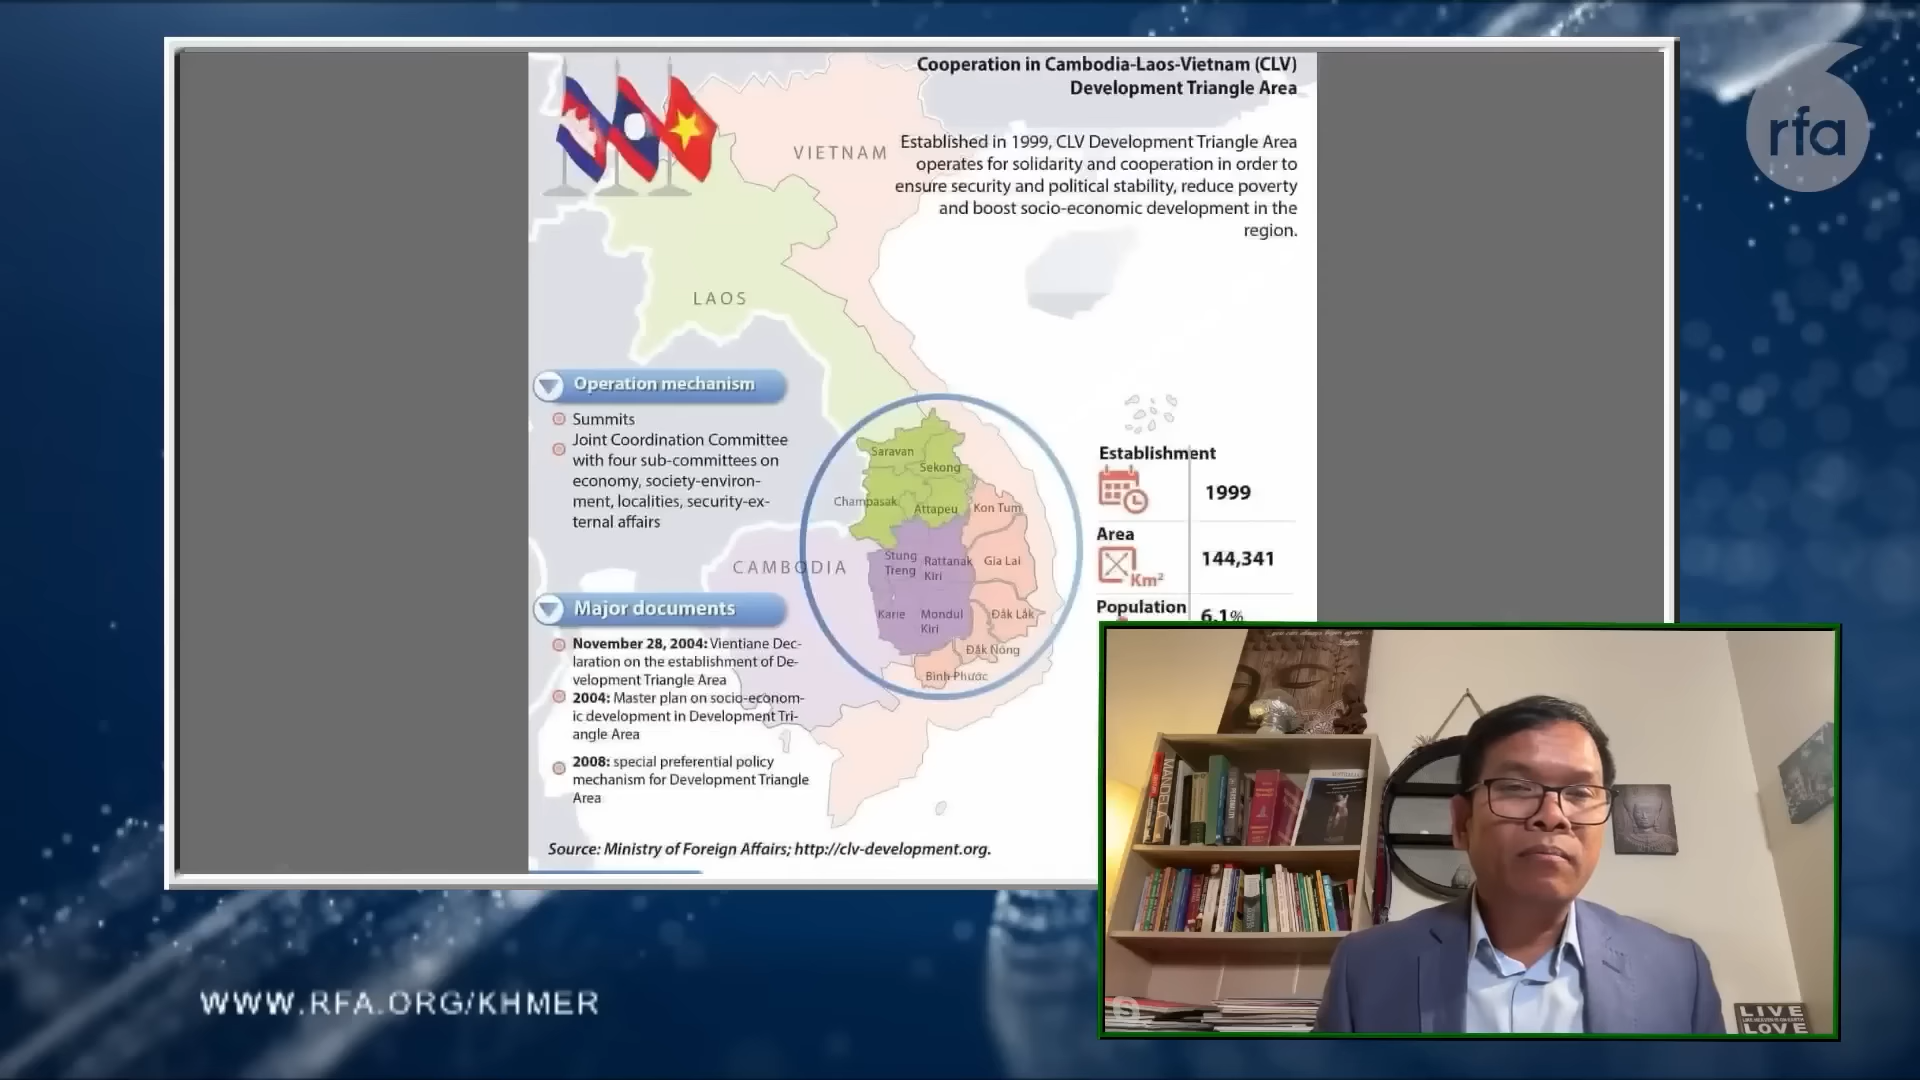 Cooperation in Cambodia-Laos-Vietnam (CLV)
Development Triangle Area
Established in 1999, CLV Development Triangle Area
operates for solidarity and cooperation in order to
ensure security and political stability, reduce poverty
and boost socio-economic development in the
region.
rfa
VIETNAM
LAOS
CAMBODIA
Operation mechanism
Summits
Joint Coordination Committee
with four sub-committees on
economy, society-environ-
ment, localities, security-ex-
ternal affairs
Saravan
Sekong
Champasak
Attapeu
Kon Tum
Stung
Treng
Rattanak
Kiri
Gia Lai
Karie
Mondul
Kiri
Đắk Lắk
Đắk Nông
Bình Phước
Establishment
1999
Area
Km²
144,341
Population
6.1%
Major documents
November 28, 2004: Vientiane Dec-
laration on the establishment of De-
velopment Triangle Area
2004: Master plan on socio-econom-
ic development in Development Tri-
angle Area
2008: special preferential policy
mechanism for Development Triangle
Area
Source: Ministry of Foreign Affairs; http://clv-development.org.
MANDELA
LIVE
LOVE
WWW.RFA.ORG/KHMER